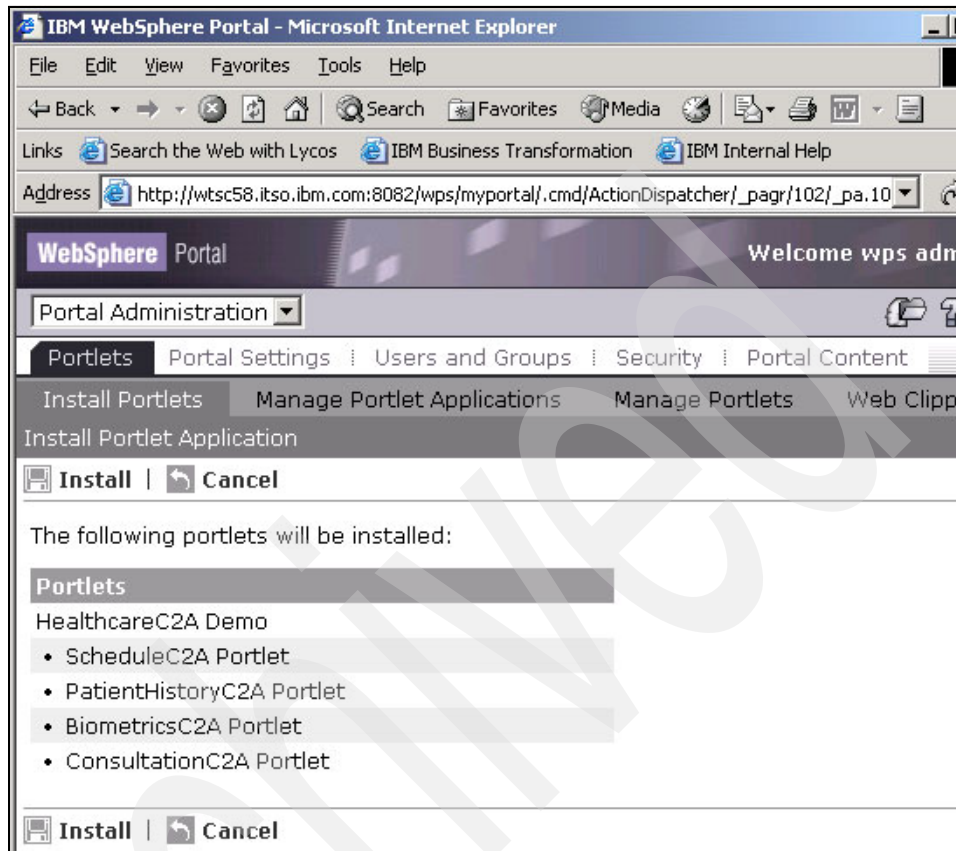 IBM WebSphere Portal - Microsoft Internet Explorer
File Edit View Favorites Tools Help
Back Search Favorites Media
Links Search the Web with Lycos IBM Business Transformation IBM Internal Help
Address http://wtsc58.itso.ibm.com:8082/wps/myportal/.cmd/ActionDispatcher/_pagr/102/_pa.10
WebSphere Portal Welcome wps adm
Portal Administration
Portlets Portal Settings Users and Groups Security Portal Content
Install Portlets Manage Portlet Applications Manage Portlets Web Clipp
Install Portlet Application
Install | Cancel
The following portlets will be installed:
Portlets
HealthcareC2A Demo
• ScheduleC2A Portlet
• PatientHistoryC2A Portlet
• BiometricsC2A Portlet
• ConsultationC2A Portlet
Install | Cancel